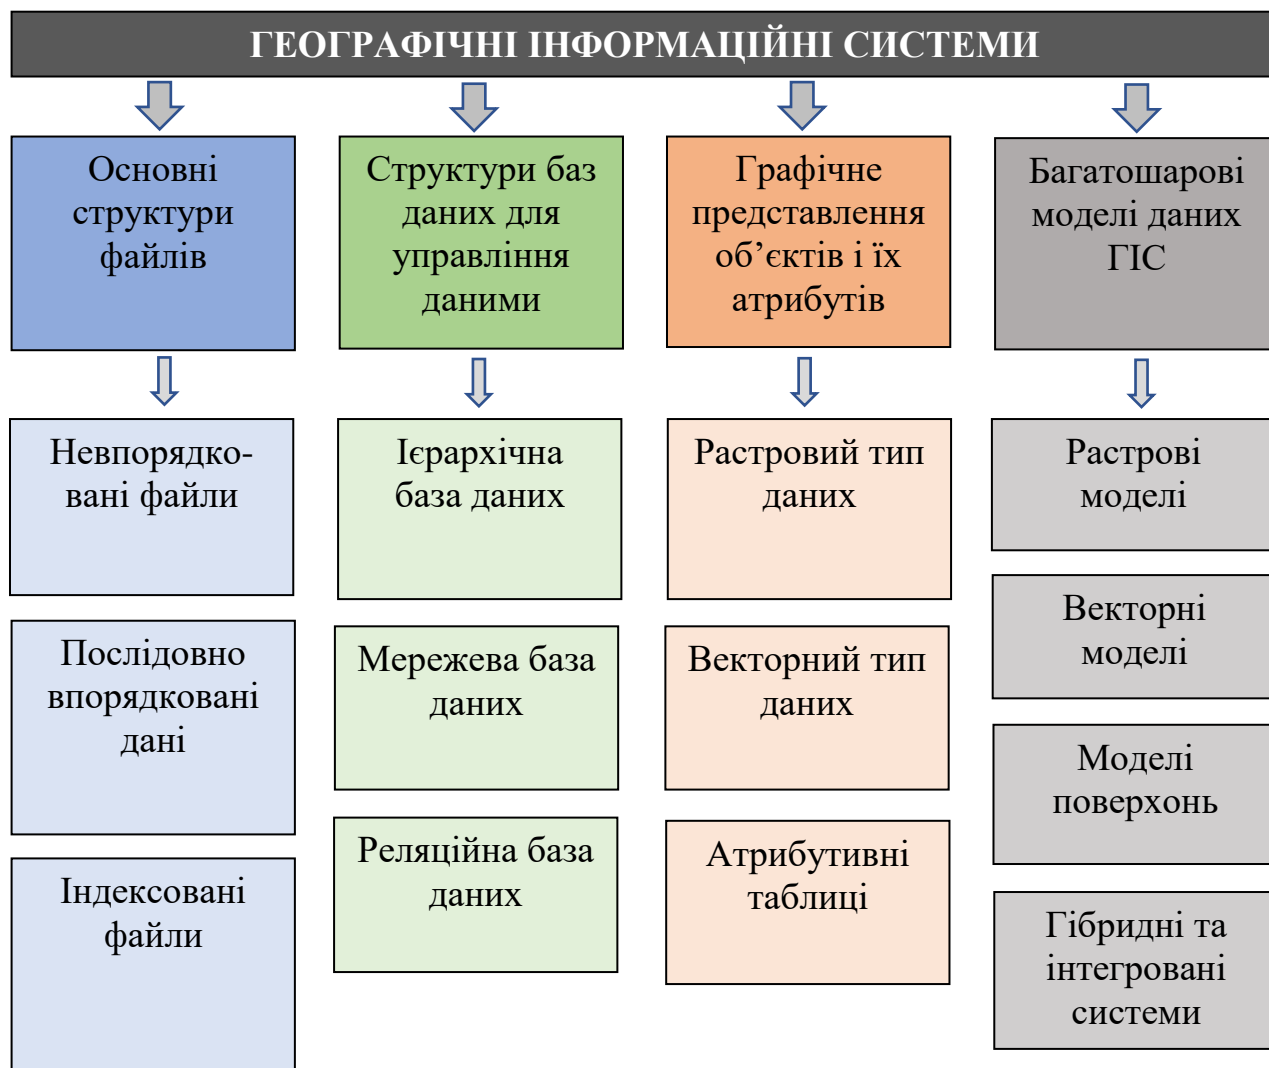 ГЕОГРАФІЧНІ ІНФОРМАЦІЙНІ СИСТЕМИ
Основні
структури
файлів
Структури баз
даних для
управління
даними
Графічне
представлення
об’єктів і їх
атрибутів
Багатошарові
моделі даних
ГІС
Невпорядко-
вані файли
Послідовно
впорядковані
дані
Індексовані
файли
Ієрархічна
база даних
Мережева база
даних
Реляційна база
даних
Растровий тип
даних
Векторний тип
даних
Атрибутивні
таблиці
Растрові
моделі
Векторні
моделі
Моделі
поверхонь
Гібридні та
інтегровані
системи